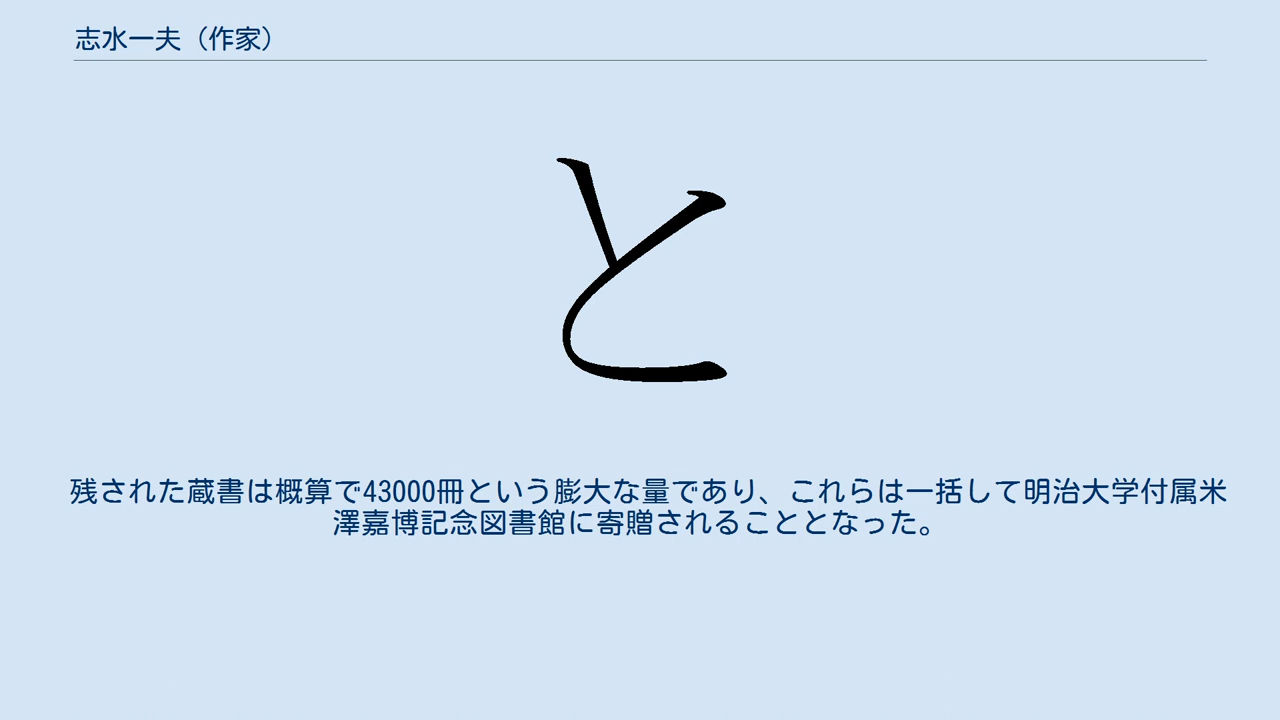 志水一夫（作家）
と
残された蔵書は概算で43000冊という膨大な量であり、これらは一括して明治大学付属米
澤嘉博記念図書館に寄贈されることとなった。